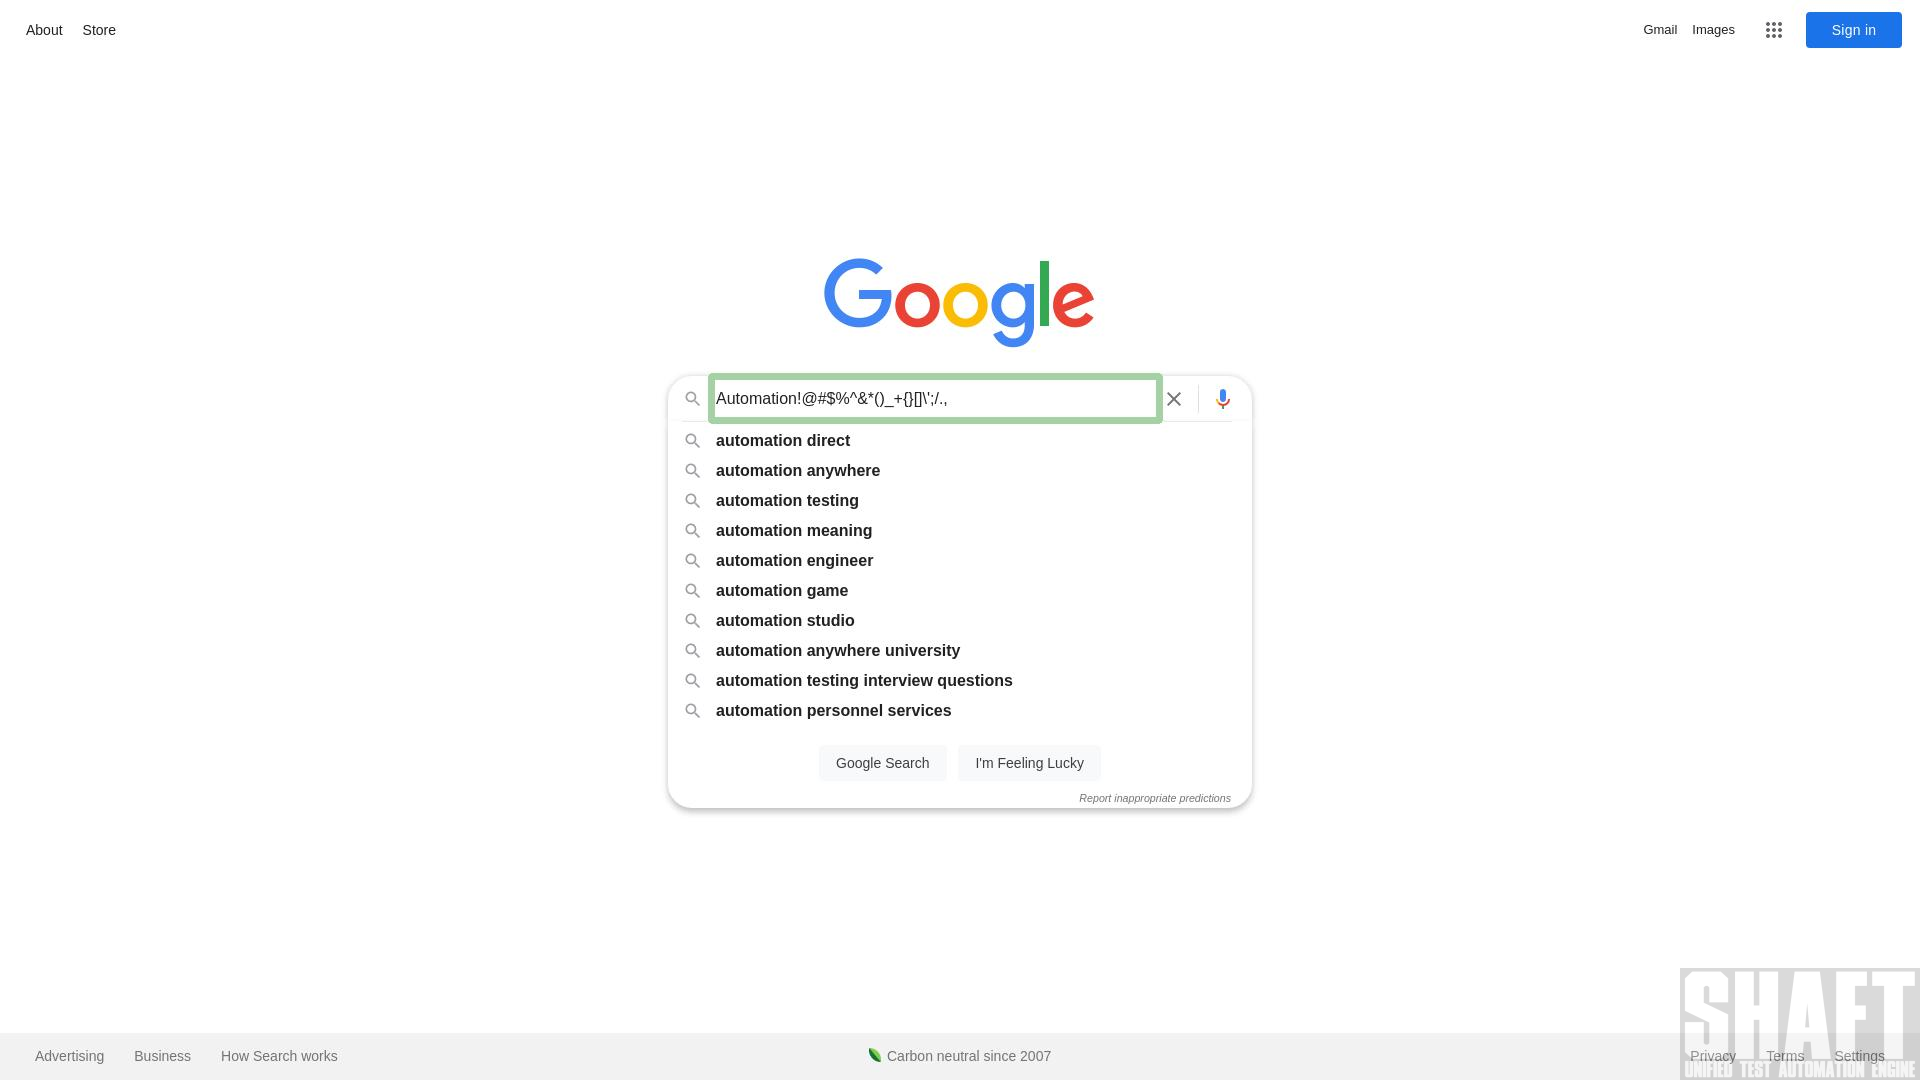 About Store Gmail Images Sign in
Google
Automation!@#$%^&*()_+{}[]\';/.,
automation direct
automation anywhere
automation testing
automation meaning
automation engineer
automation game
automation studio
automation anywhere university
automation testing interview questions
automation personnel services
Google Search I'm Feeling Lucky
Report inappropriate predictions
SHAFT
Advertising Business How Search works Carbon neutral since 2007 Privacy Terms Settings
UNIFIED TEST AUTOMATION ENGINE